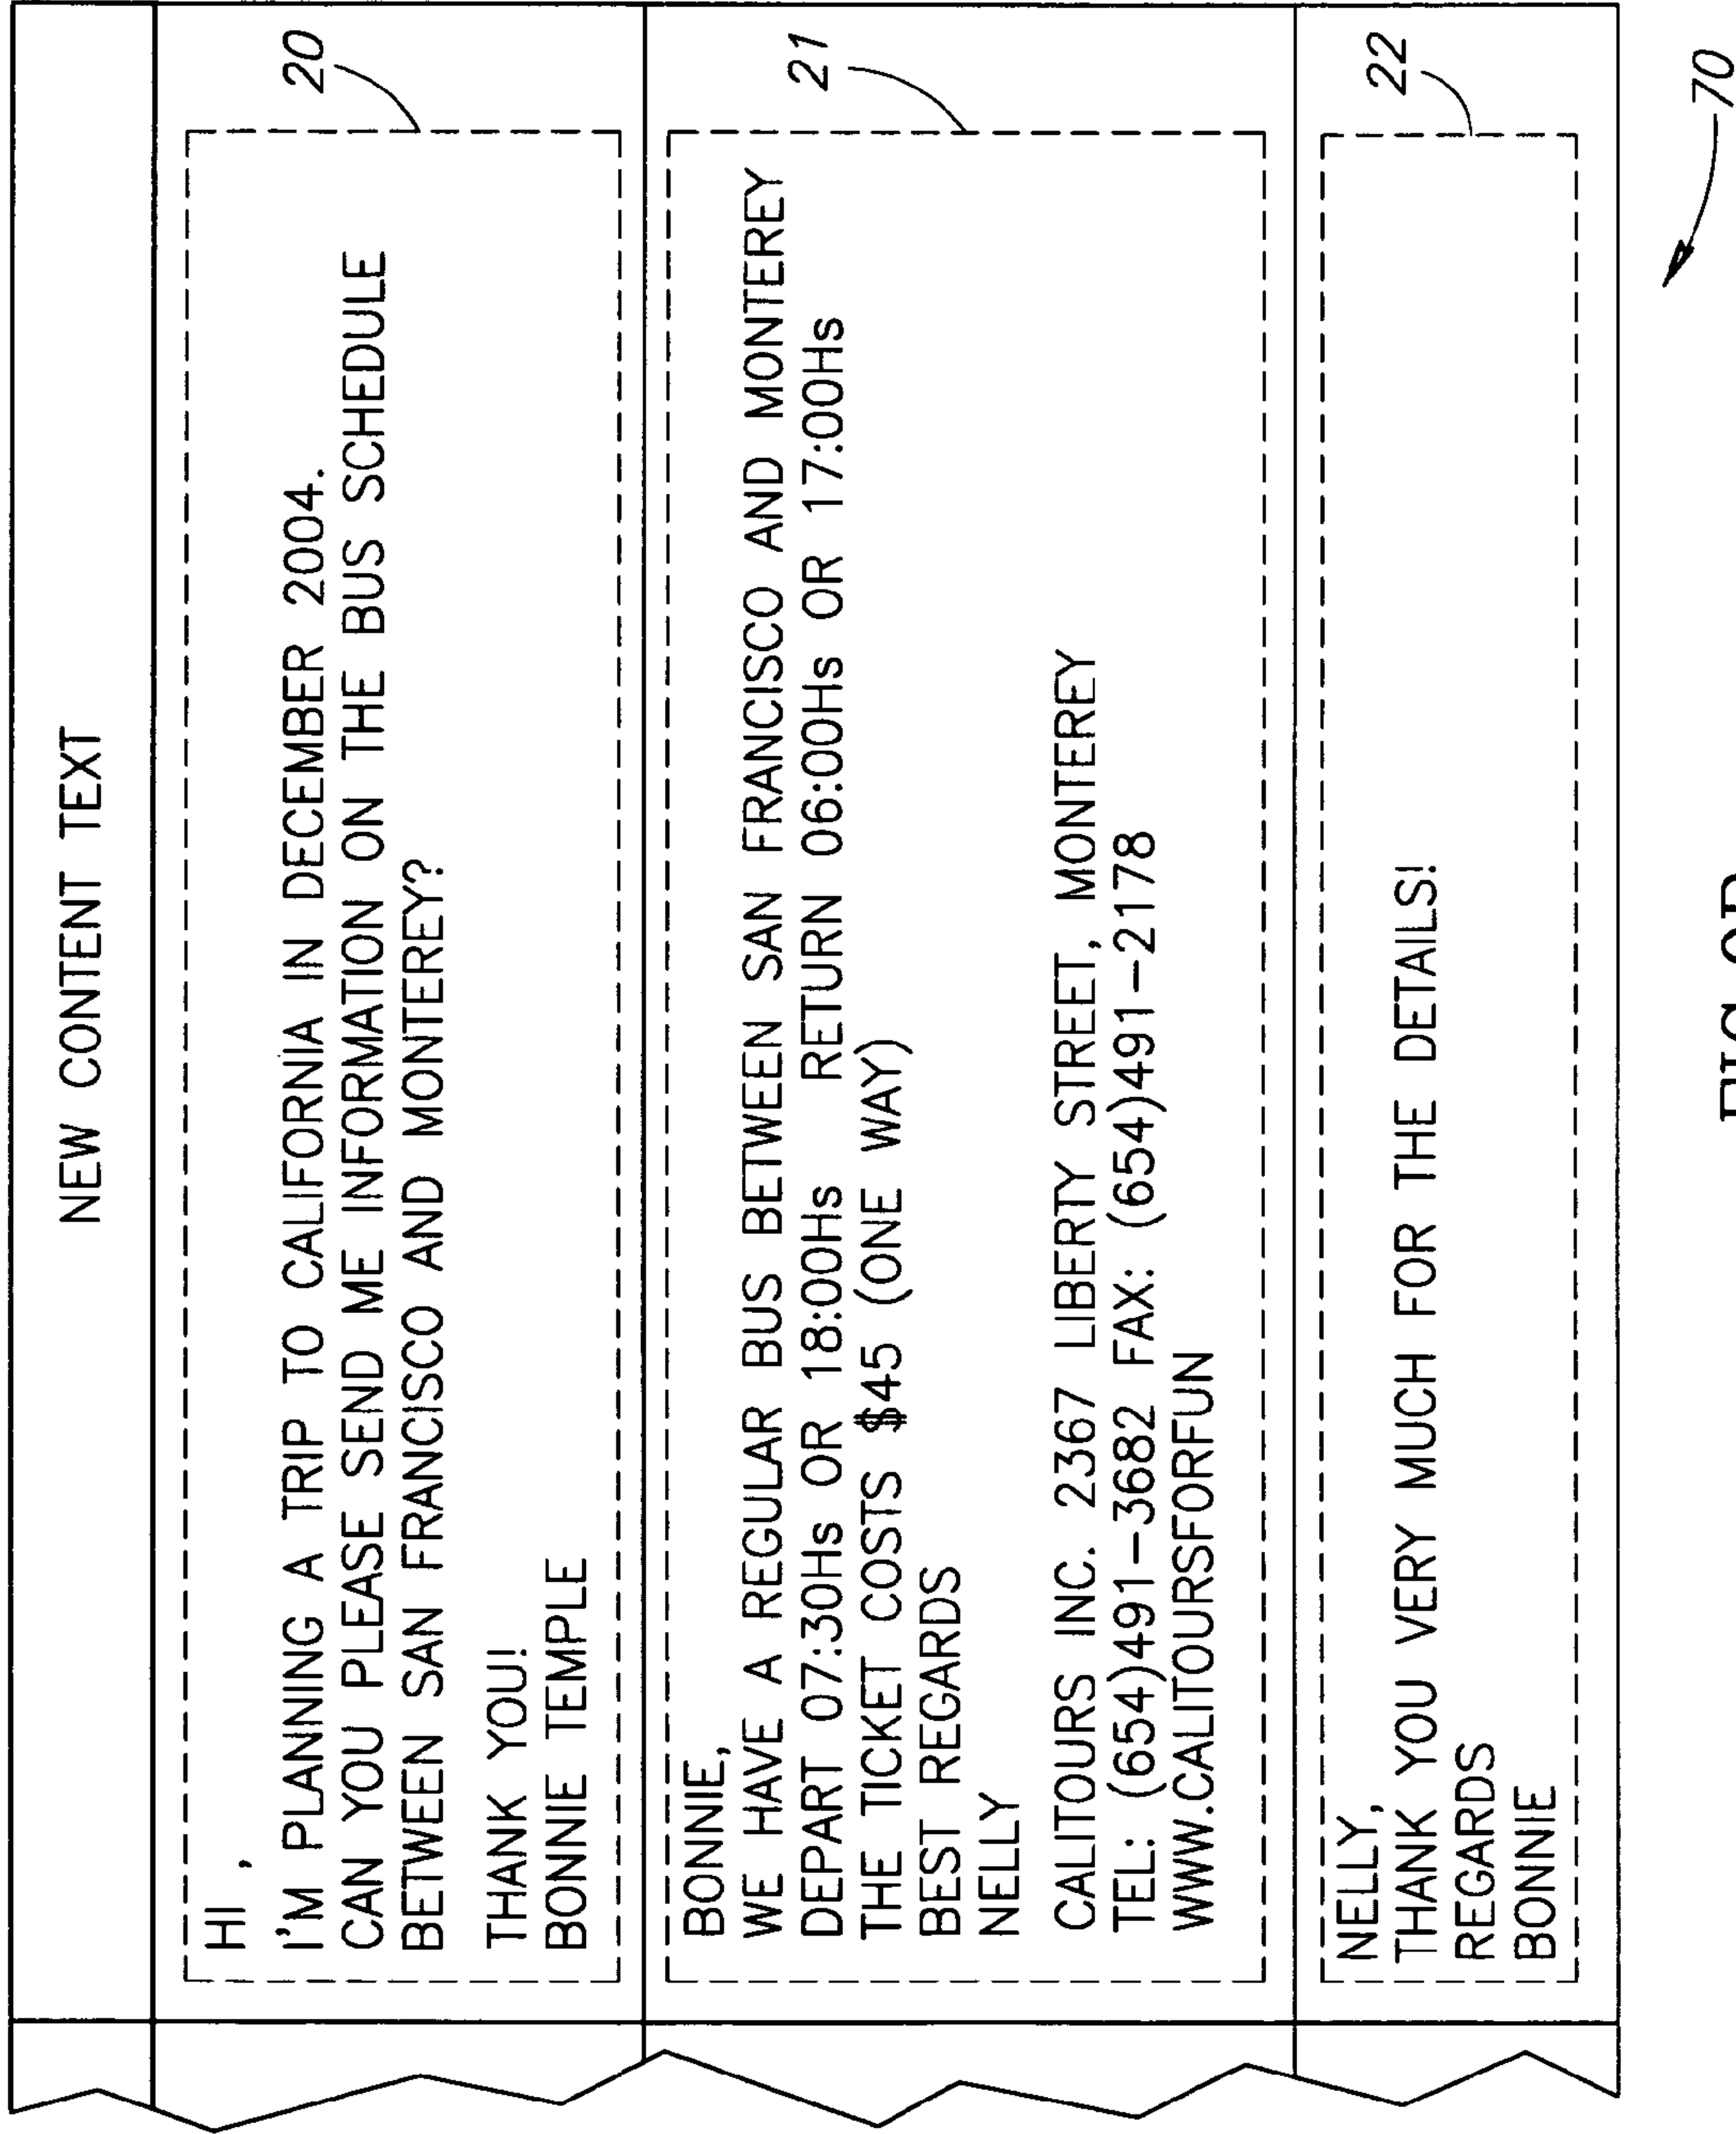 NEW CONTENT TEXT
HI ,
I'M PLANNING A TRIP TO CALIFORNIA IN DECEMBER 2004.
CAN YOU PLEASE SEND ME INFORMATION ON THE BUS SCHEDULE
BETWEEN SAN FRANCISCO AND MONTEREY?
THANK YOU!
BONNIE TEMPLE
20
BONNIE,
WE HAVE A REGULAR BUS BETWEEN SAN FRANCISCO AND MONTEREY
DEPART 07:30Hs OR 18:00Hs RETURN 06:00Hs OR 17:00Hs
THE TICKET COSTS $45 (ONE WAY)
BEST REGARDS
NELLY
CALITOURS INC. 2367 LIBERTY STREET, MONTEREY
TEL: (654)491-3682 FAX: (654)491-2178
WWW.CALITOURSFORFUN
21
NELLY,
THANK YOU VERY MUCH FOR THE DETAILS!
REGARDS
BONNIE
22
70